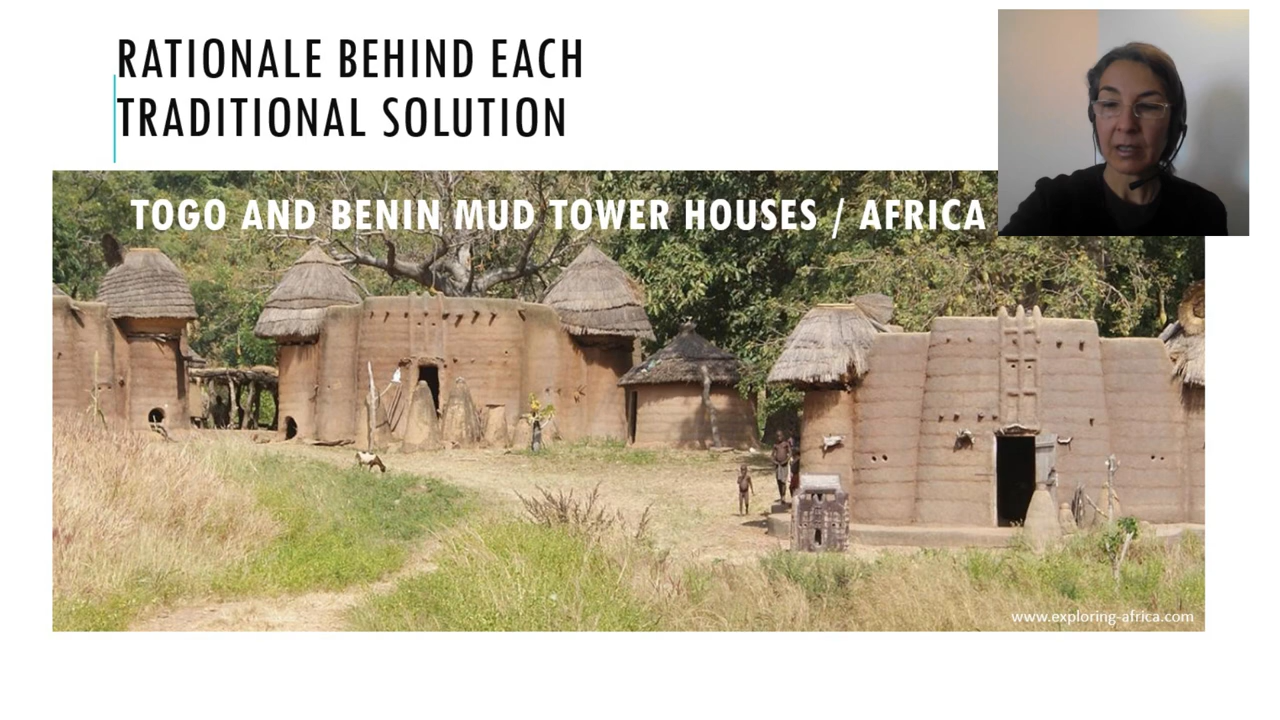 RATIONALE BEHIND EACH
TRADITIONAL SOLUTION
TOGO AND BENIN MUD TOWER HOUSES / AFRICA
www.exploring-africa.com